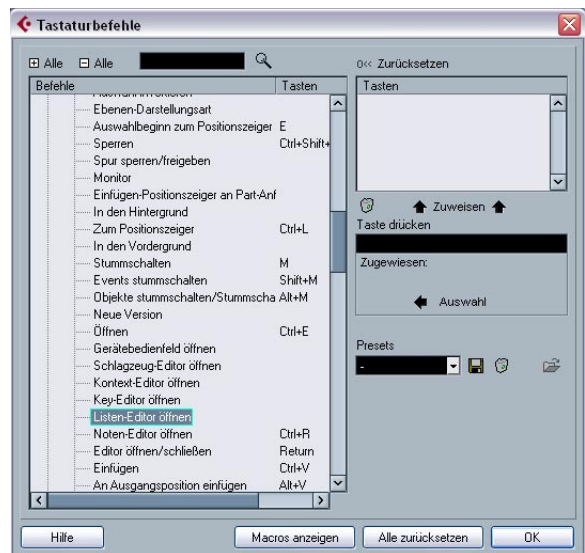 Tastaturbefehle
Alle Alle
Befehle Tasten
Ebenen-Darstellungsart
Auswahlbeginn zum Positionszeiger E
Sperren Ctrl+Shift+
Spur sperren/freigeben
Monitor
Einfügen-Positionszeiger an Part-Anf
In den Hintergrund
Zum Positionszeiger Ctrl+L
In den Vordergrund
Stummschalten M
Events stummschalten Shift+M
Objekte stummschalten/Stummscha Alt+M
Neue Version
Öffnen Ctrl+E
Gerätebedienfeld öffnen
Schlagzeug-Editor öffnen
Kontext-Editor öffnen
Key-Editor öffnen
Listen-Editor öffnen
Noten-Editor öffnen Ctrl+R
Editor öffnen/schließen Return
Einfügen Ctrl+V
An Ausgangsposition einfügen Alt+V
Zurücksetzen
Tasten
Zuweisen
Taste drücken
Zugewiesen:
Auswahl
Presets
-
Hilfe Macros anzeigen Alle zurücksetzen OK